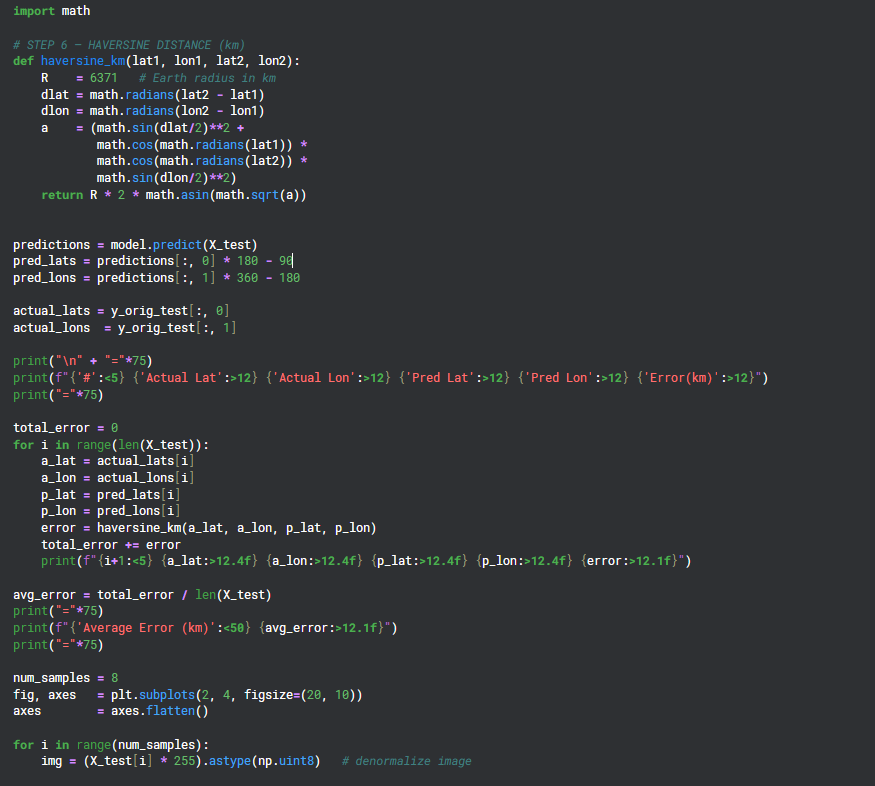 import math
# STEP 6 — HAVERSINE DISTANCE (km)
def haversine_km(lat1, lon1, lat2, lon2):
    R    = 6371   # Earth radius in km
    dlat = math.radians(lat2 - lat1)
    dlon = math.radians(lon2 - lon1)
    a    = (math.sin(dlat/2)**2 +
            math.cos(math.radians(lat1)) *
            math.cos(math.radians(lat2)) *
            math.sin(dlon/2)**2)
    return R * 2 * math.asin(math.sqrt(a))
predictions = model.predict(X_test)
pred_lats = predictions[:, 0] * 180 - 90
pred_lons = predictions[:, 1] * 360 - 180
actual_lats = y_orig_test[:, 0]
actual_lons  = y_orig_test[:, 1]
print("\n" + "="*75)
print(f"{'#':<5} {'Actual Lat':>12} {'Actual Lon':>12} {'Pred Lat':>12} {'Pred Lon':>12} {'Error(km)':>12}")
print("="*75)
total_error = 0
for i in range(len(X_test)):
    a_lat = actual_lats[i]
    a_lon = actual_lons[i]
    p_lat = pred_lats[i]
    p_lon = pred_lons[i]
    error = haversine_km(a_lat, a_lon, p_lat, p_lon)
    total_error += error
    print(f"{i+1:<5} {a_lat:>12.4f} {a_lon:>12.4f} {p_lat:>12.4f} {p_lon:>12.4f} {error:>12.1f}")
avg_error = total_error / len(X_test)
print("="*75)
print(f"{'Average Error (km)':<50} {avg_error:>12.1f}")
print("="*75)
num_samples = 8
fig, axes   = plt.subplots(2, 4, figsize=(20, 10))
axes        = axes.flatten()
for i in range(num_samples):
    img = (X_test[i] * 255).astype(np.uint8)   # denormalize image